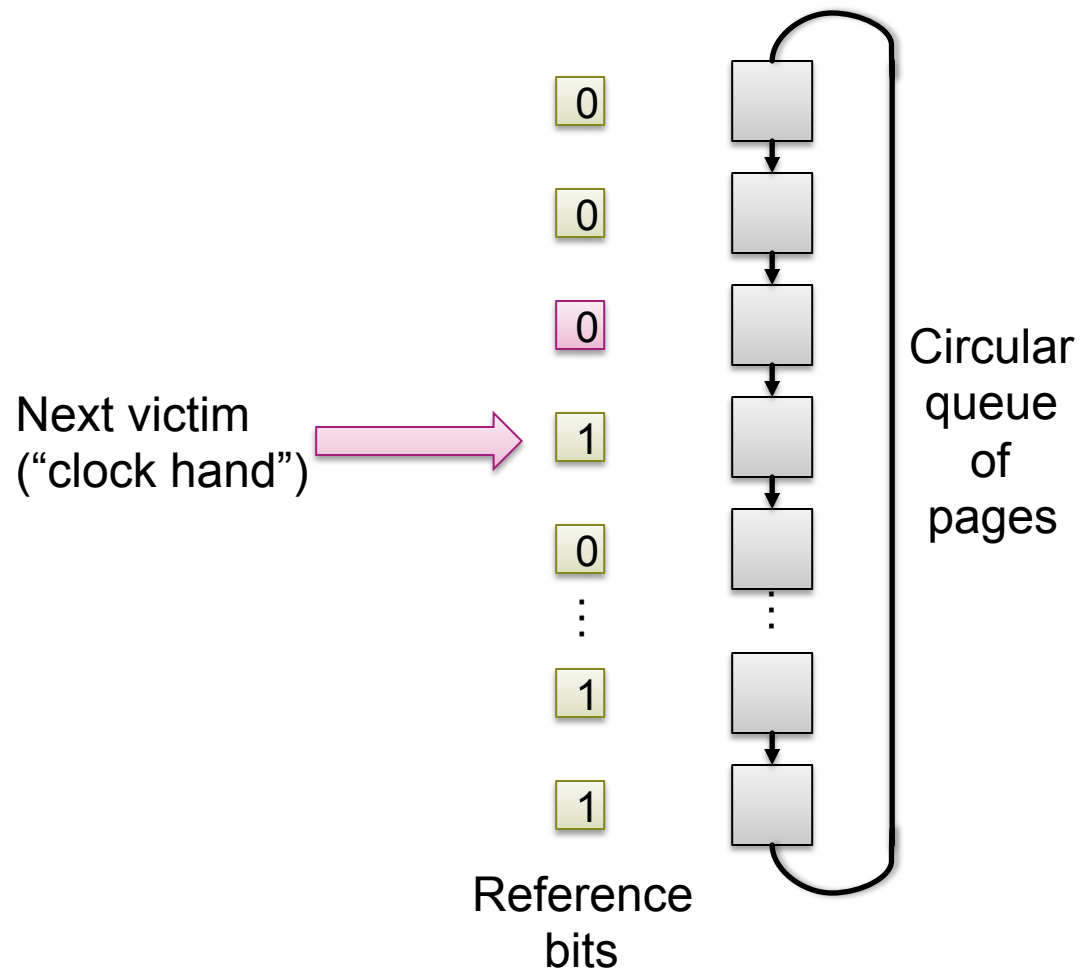 0
0
0
Next victim
(“clock hand”)
1
0
⋮
⋮
1
1
Circular
queue
of
pages
Reference
bits